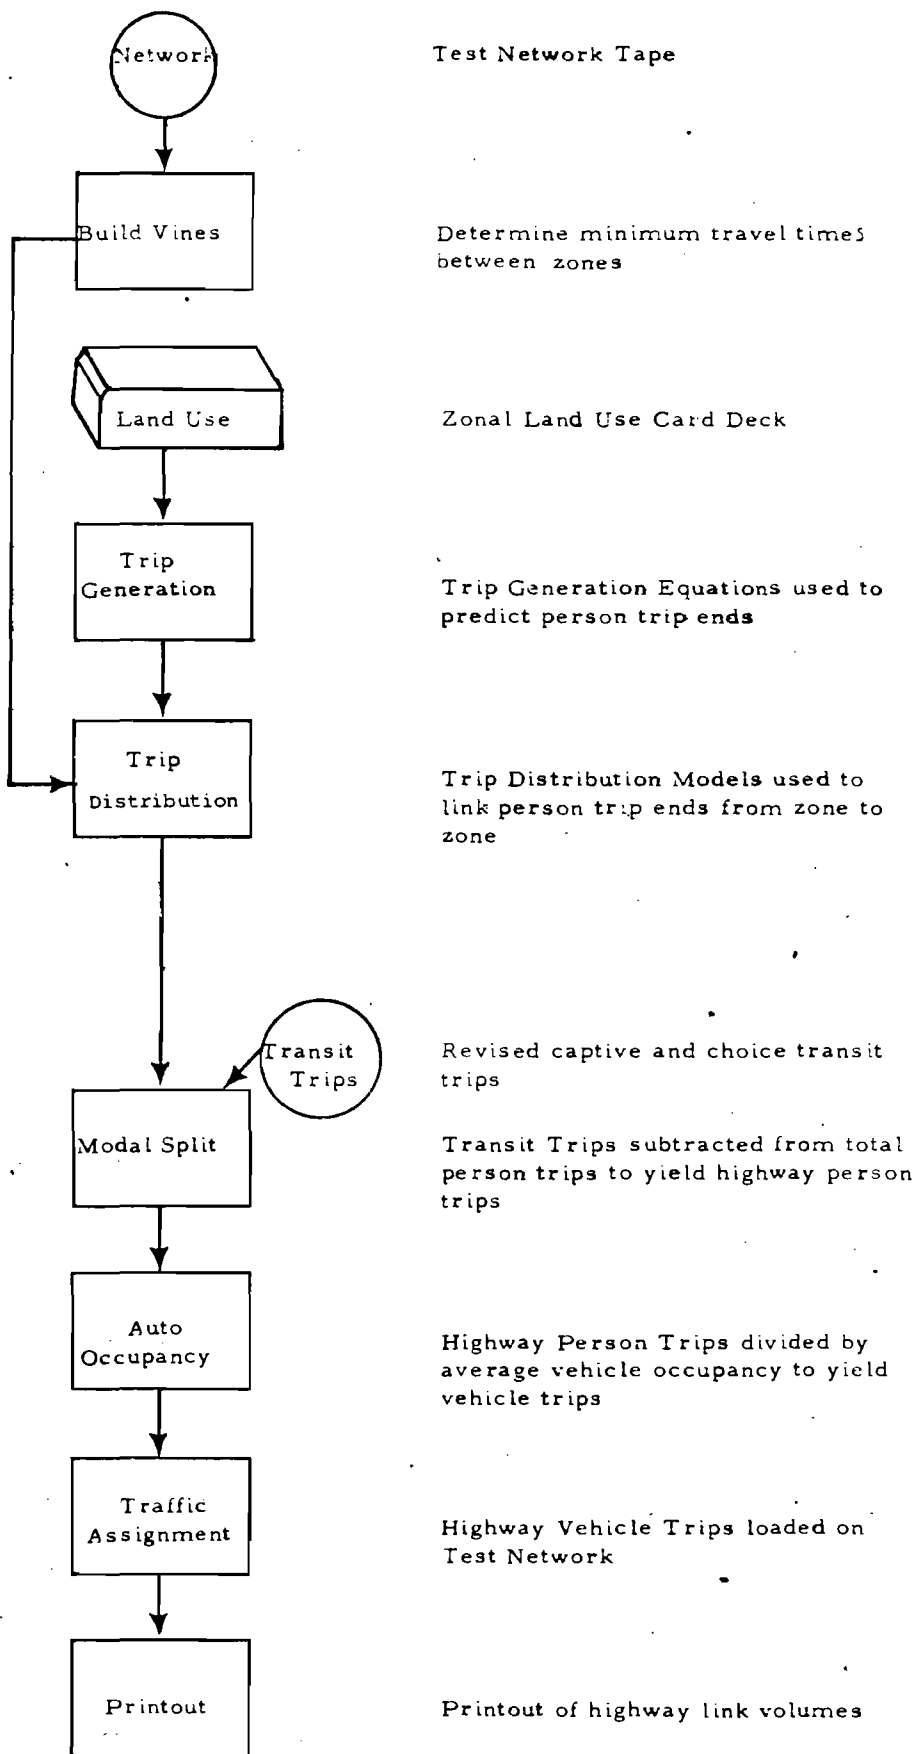 Network
Test Network Tape
Build Vines
Determine minimum travel times
between zones
Land Use
Zonal Land Use Card Deck
Trip
Generation
Trip Generation Equations used to
predict person trip ends
Trip
Distribution
Trip Distribution Models used to
link person trip ends from zone to
zone
Transit
Trips
Revised captive and choice transit
trips
Modal Split
Transit Trips subtracted from total
person trips to yield highway person
trips
Auto
Occupancy
Highway Person Trips divided by
average vehicle occupancy to yield
vehicle trips
Traffic
Assignment
Highway Vehicle Trips loaded on
Test Network
Printout
Printout of highway link volumes